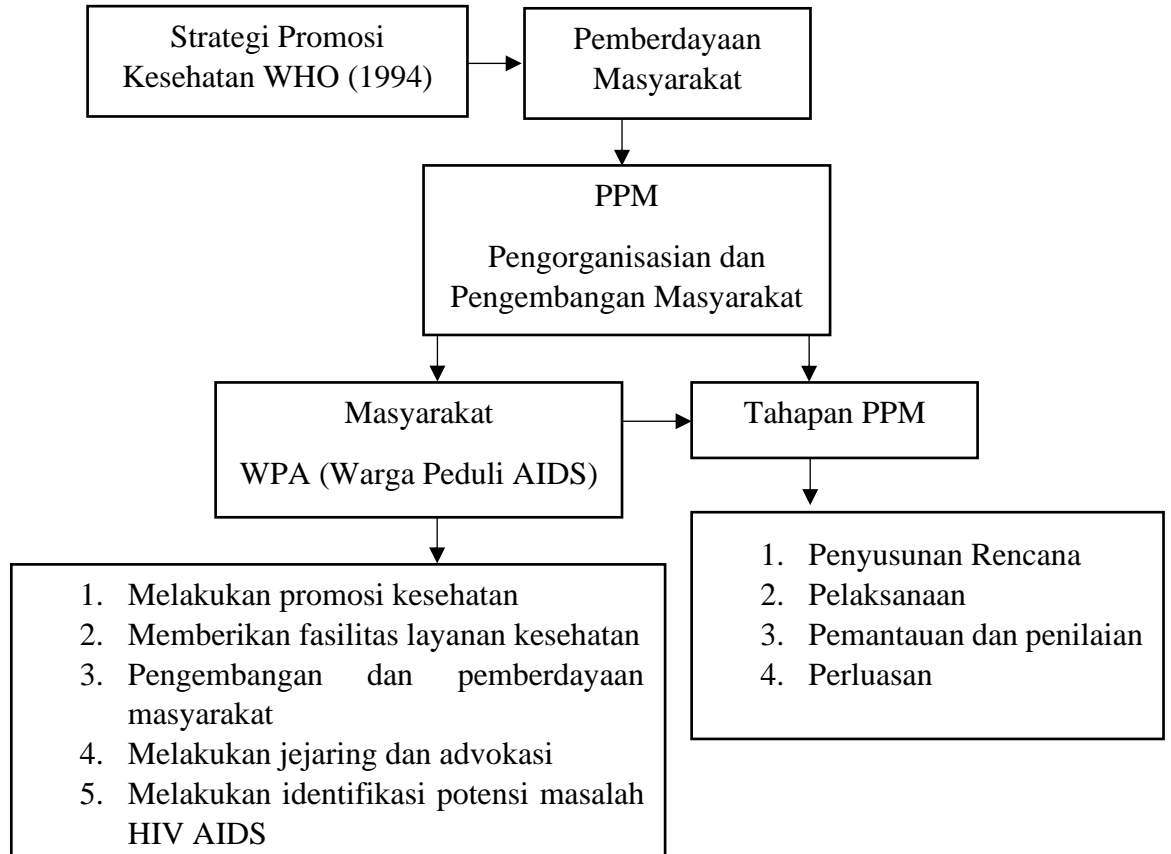 Strategi Promosi
Kesehatan WHO (1994)
Pemberdayaan
Masyarakat
PPM
Pengorganisasian dan
Pengembangan Masyarakat
Masyarakat
WPA (Warga Peduli AIDS)
Tahapan PPM
1. Melakukan promosi kesehatan
2. Memberikan fasilitas layanan kesehatan
3. Pengembangan dan pemberdayaan
masyarakat
4. Melakukan jejaring dan advokasi
5. Melakukan identifikasi potensi masalah
HIV AIDS
1. Penyusunan Rencana
2. Pelaksanaan
3. Pemantauan dan penilaian
4. Perluasan